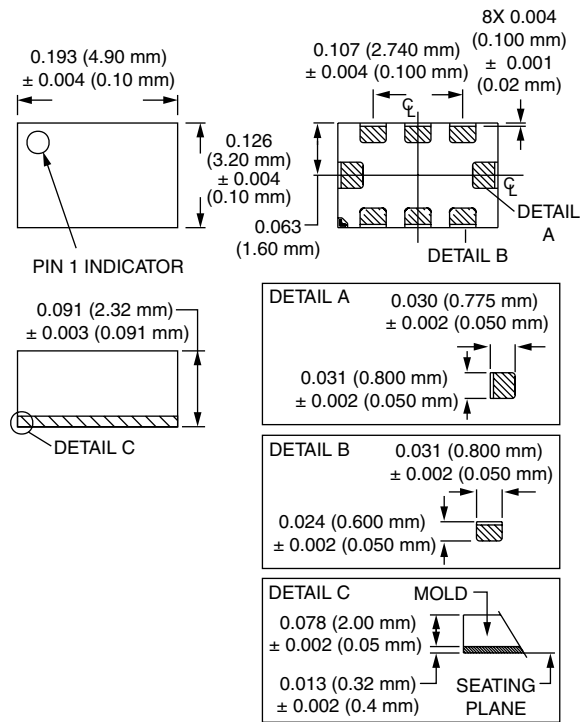 0.193 (4.90 mm)
± 0.004 (0.10 mm)
0.126
(3.20 mm)
± 0.004
(0.10 mm)
PIN 1 INDICATOR
0.107 (2.740 mm)
± 0.004 (0.100 mm)
8X 0.004
(0.100 mm)
± 0.001
(0.02 mm)
CL
CL
0.063
(1.60 mm)
DETAIL
A
DETAIL B
0.091 (2.32 mm)
± 0.003 (0.091 mm)
DETAIL C
DETAIL A
0.030 (0.775 mm)
± 0.002 (0.050 mm)
0.031 (0.800 mm)
± 0.002 (0.050 mm)
DETAIL B
0.031 (0.800 mm)
± 0.002 (0.050 mm)
0.024 (0.600 mm)
± 0.002 (0.050 mm)
DETAIL C
MOLD
0.078 (2.00 mm)
± 0.002 (0.05 mm)
0.013 (0.32 mm)
± 0.002 (0.4 mm)
SEATING
PLANE